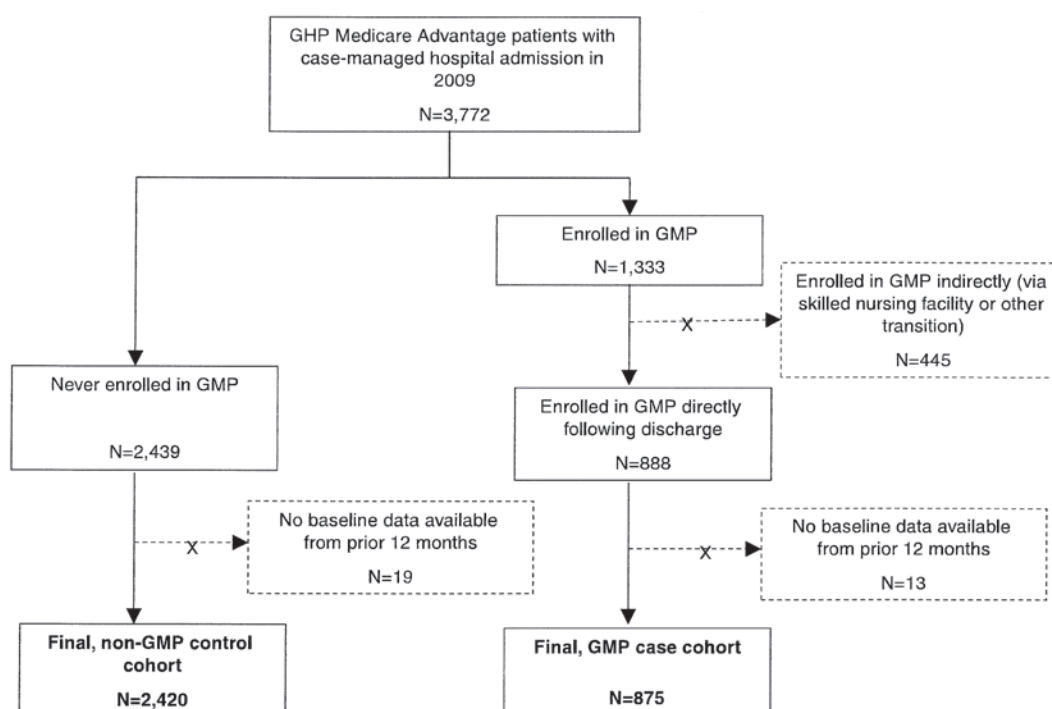 GHP Medicare Advantage patients with
case-managed hospital admission in
2009
N=3,772
Enrolled in GMP
N=1,333
Enrolled in GMP indirectly (via
skilled nursing facility or other
transition)
N=445
X
Never enrolled in GMP
N=2,439
Enrolled in GMP directly
following discharge
N=888
No baseline data available
from prior 12 months
N=19
X
No baseline data available
from prior 12 months
N=13
X
Final, non-GMP control
cohort
N=2,420
Final, GMP case cohort
N=875